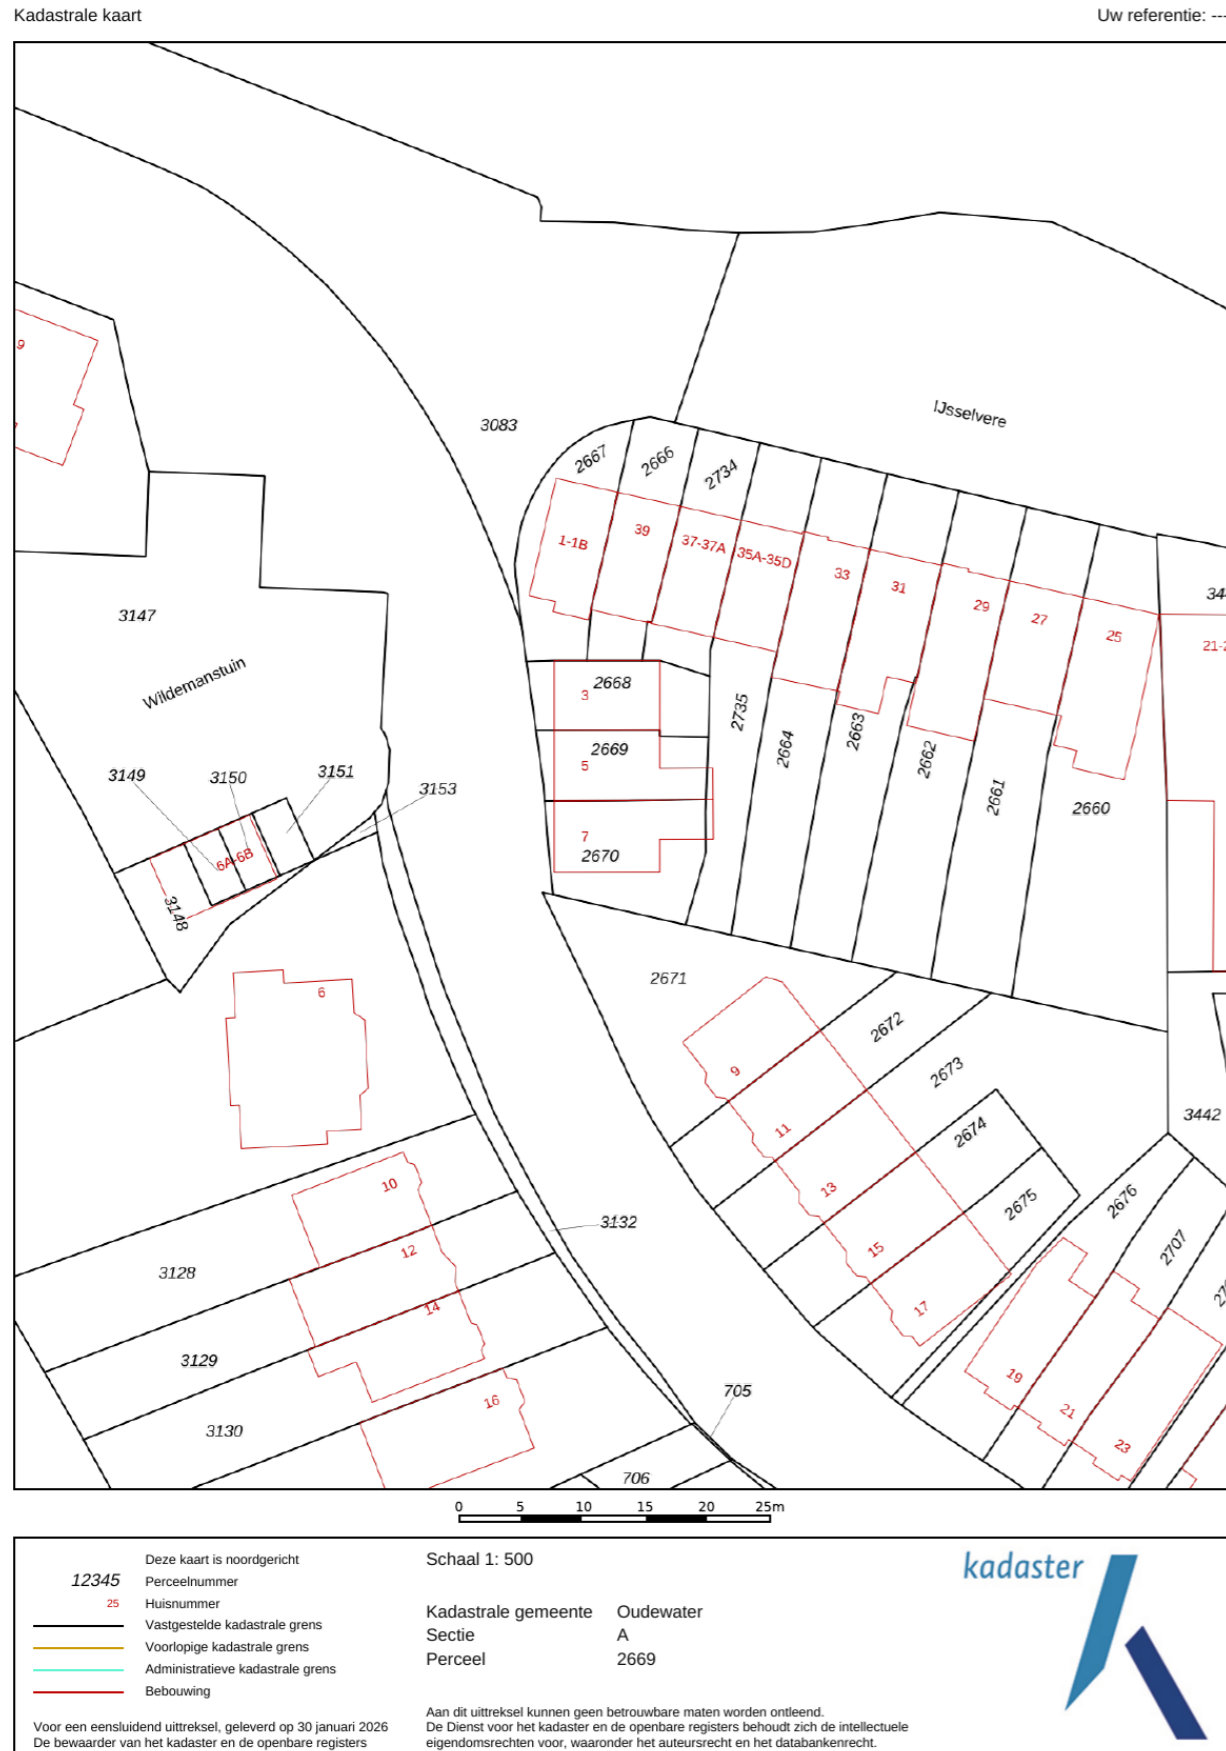 Kadastrale kaart
Uw referentie: ---
9
3083
IJsselvere
2667
2666
2734
1-1B
39
37-37A
35A-35D
33
31
29
27
25
3147
Wildemanstuin
3
2668
5
2669
7
2670
2735
2664
2663
2662
2661
2660
3149
3150
3151
3153
6A-6B
3148
6
2671
9
2672
11
2673
13
2674
15
2675
17
3442
2676
2707
10
12
14
16
3128
3129
3130
3132
705
706
19
21
23
0 5 10 15 20 25m
Deze kaart is noordgericht
12345 Perceelnummer
25 Huisnummer
Vastgestelde kadastrale grens
Voorlopige kadastrale grens
Administratieve kadastrale grens
Bebouwing
Voor een eensluidend uittreksel, geleverd op 30 januari 2026
De bewaarder van het kadaster en de openbare registers
Schaal 1: 500
Kadastrale gemeente Oudewater
Sectie A
Perceel 2669
Aan dit uittreksel kunnen geen betrouwbare maten worden ontleend.
De Dienst voor het kadaster en de openbare registers behoudt zich de intellectuele
eigendomsrechten voor, waaronder het auteursrecht en het databankenrecht.
kadaster